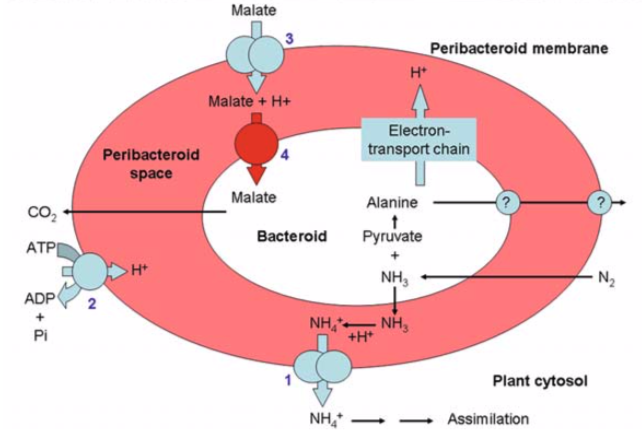 Malate
3
Peribacteroid membrane
H⁺
Malate + H+
Electron-
transport chain
Peribacteroid
space
4
Malate
Alanine
?
?
CO₂
Bacteroid
Pyruvate
+
ATP
H⁺
NH₃
N₂
ADP
2
+
Pi
NH₄⁺
+H⁺
NH₃
1
Plant cytosol
NH₄⁺
Assimilation